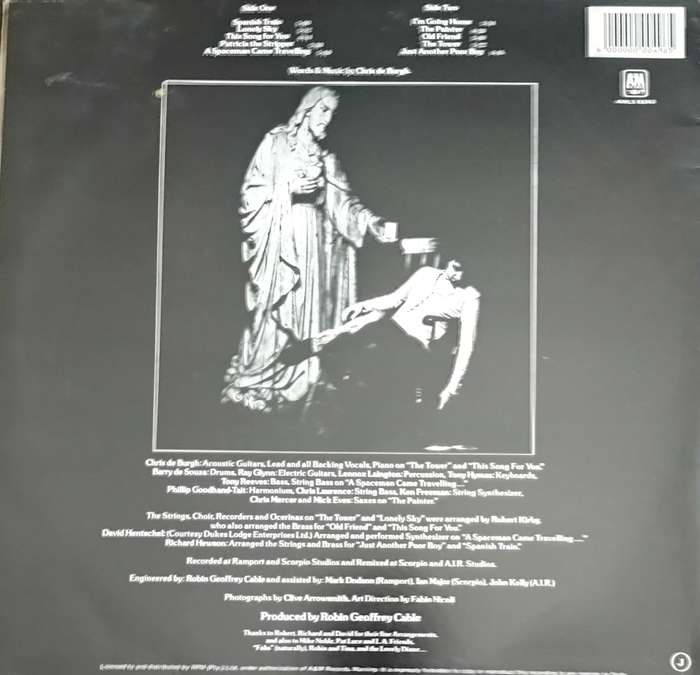 Side One
Spanish Train
Lonely Sky
This Song for You
Patricia the Stripper
A Spaceman Came Travelling
Side Two
I'm Going Home
The Painter
Old Friend
The Tower
Just Another Poor Boy
Words & Music by Chris de Burgh
A&M
Chris de Burgh: Acoustic Guitars, Lead and all Backing Vocals, Piano on "The Tower" and "This Song For You."
Barry de Souza: Drums, Ray Glynn: Electric Guitars, Lennox Laington: Percussion, Tony Hymas: Keyboards,
Tony Reeves: Bass, String Bass on "A Spaceman Came Travelling...."
Phillip Goodhand-Tait: Harmonium, Chris Laurence: String Bass, Ken Freeman: String Synthesizer,
Chris Mercer and Mick Eves: Saxes on "The Painter."
The Strings, Choir, Recorders and Ocerinas on "The Tower" and "Lonely Sky" were arranged by Robert Kirby,
who also arranged the Brass for "Old Friend" and "This Song For You."
David Hentschel: (Courtesy Dukes Lodge Enterprises Ltd.) Arranged and performed Synthesizer on "A Spaceman Came Travelling...."
Richard Hewson: Arranged the Strings and Brass for "Just Another Poor Boy" and "Spanish Train."
Recorded at Ramport and Scorpio Studios and Remixed at Scorpio and A.I.R. Studios.
Engineered by: Robin Geoffrey Cable and assisted by: Mark Dodson (Ramport), Ian Major (Scorpio), John Kelly (A.I.R.)
Photographs by Clive Arrowsmith. Art Direction by Fabio Nicoli
Produced by Robin Geoffrey Cable
Thanks to Robert, Richard and David for their fine Arrangements,
and also to Mike Noble, Pat Luce and L.A. Friends,
"Fabs" (naturally), Robin and Tina, and the Lovely Diane....
J